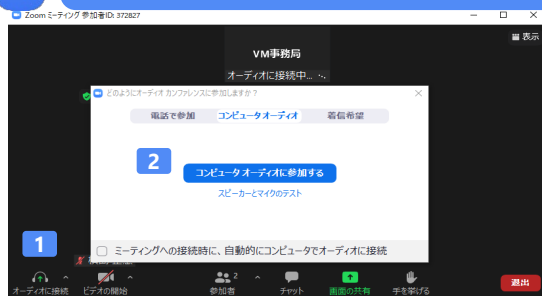 Zoom ミーティング 参加者ID: 372827
表示
VM事務局
オーディオに接続中...
どのようにオーディオ カンファレンスに参加しますか？
電話で参加 コンピュータ オーディオ 着信希望
2
コンピュータ オーディオに参加する
スピーカーとマイクのテスト
1
ミーティングへの接続時に、自動的にコンピュータでオーディオに接続
2
オーディオに接続 ビデオの開始 参加者 チャット 画面の共有 手を挙げる 退出